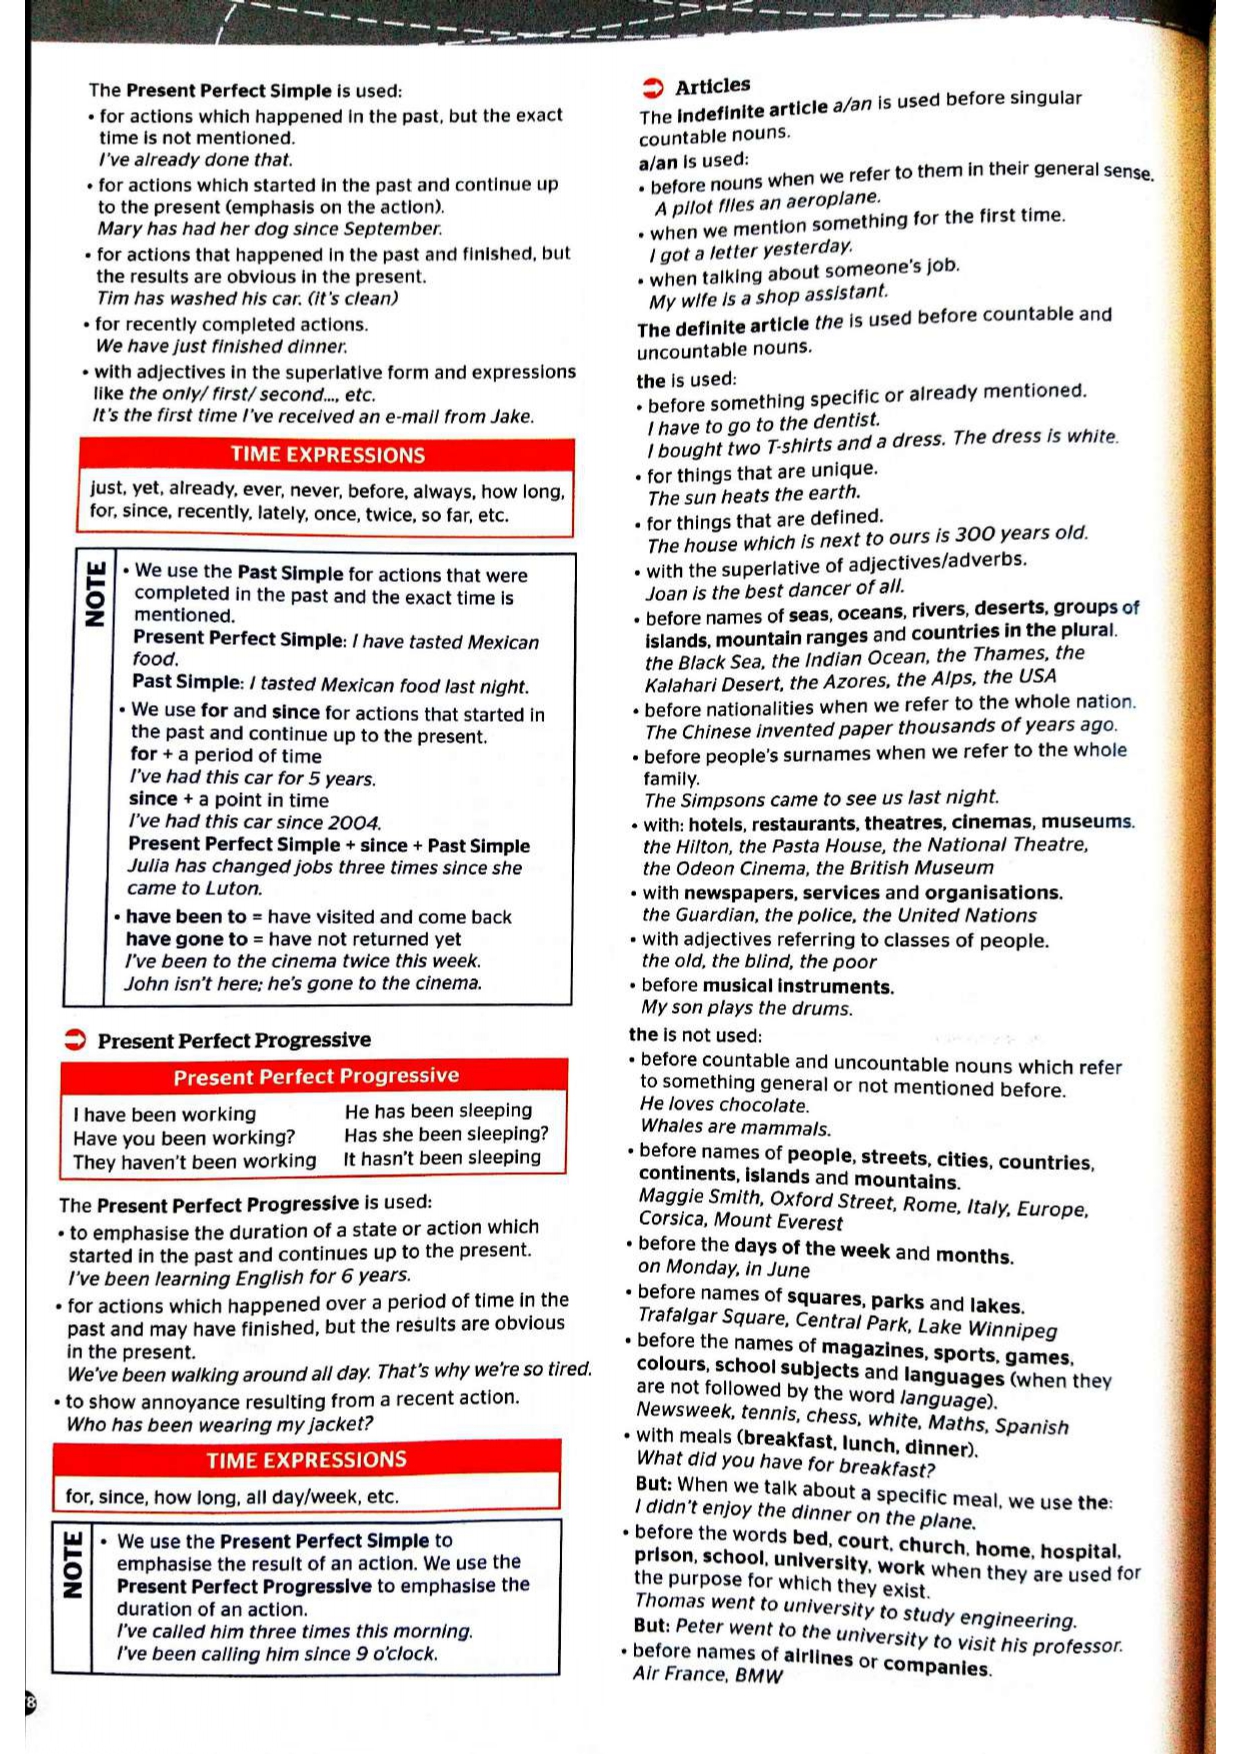 The Present Perfect Simple is used:
• for actions which happened in the past, but the exact
time is not mentioned.
I've already done that.
• for actions which started in the past and continue up
to the present (emphasis on the action).
Mary has had her dog since September.
• for actions that happened in the past and finished, but
the results are obvious in the present.
Tim has washed his car. (it's clean)
• for recently completed actions.
We have just finished dinner.
• with adjectives in the superlative form and expressions
like the only/ first/ second..., etc.
It's the first time I've received an e-mail from Jake.
TIME EXPRESSIONS
just, yet, already, ever, never, before, always, how long,
for, since, recently, lately, once, twice, so far, etc.
NOTE
• We use the Past Simple for actions that were
completed in the past and the exact time is
mentioned.
Present Perfect Simple: I have tasted Mexican
food.
Past Simple: I tasted Mexican food last night.
• We use for and since for actions that started in
the past and continue up to the present.
for + a period of time
I've had this car for 5 years.
since + a point in time
I've had this car since 2004.
Present Perfect Simple + since + Past Simple
Julia has changed jobs three times since she
came to Luton.
• have been to = have visited and come back
have gone to = have not returned yet
I've been to the cinema twice this week.
John isn't here; he's gone to the cinema.
Present Perfect Progressive
Present Perfect Progressive
I have been working He has been sleeping
Have you been working? Has she been sleeping?
They haven't been working It hasn't been sleeping
The Present Perfect Progressive is used:
• to emphasise the duration of a state or action which
started in the past and continues up to the present.
I've been learning English for 6 years.
• for actions which happened over a period of time in the
past and may have finished, but the results are obvious
in the present.
We've been walking around all day. That's why we're so tired.
• to show annoyance resulting from a recent action.
Who has been wearing my jacket?
TIME EXPRESSIONS
for, since, how long, all day/week, etc.
NOTE
• We use the Present Perfect Simple to
emphasise the result of an action. We use the
Present Perfect Progressive to emphasise the
duration of an action.
I've called him three times this morning.
I've been calling him since 9 o'clock.
8
Articles
The indefinite article a/an is used before singular
countable nouns.
a/an is used:
• before nouns when we refer to them in their general sense.
A pilot flies an aeroplane.
• when we mention something for the first time.
I got a letter yesterday.
• when talking about someone's job.
My wife is a shop assistant.
The definite article the is used before countable and
uncountable nouns.
the is used:
• before something specific or already mentioned.
I have to go to the dentist.
I bought two T-shirts and a dress. The dress is white.
• for things that are unique.
The sun heats the earth.
• for things that are defined.
The house which is next to ours is 300 years old.
• with the superlative of adjectives/adverbs.
Joan is the best dancer of all.
• before names of seas, oceans, rivers, deserts, groups of
islands, mountain ranges and countries in the plural.
the Black Sea, the Indian Ocean, the Thames, the
Kalahari Desert, the Azores, the Alps, the USA
• before nationalities when we refer to the whole nation.
The Chinese invented paper thousands of years ago.
• before people's surnames when we refer to the whole
family.
The Simpsons came to see us last night.
• with: hotels, restaurants, theatres, cinemas, museums.
the Hilton, the Pasta House, the National Theatre,
the Odeon Cinema, the British Museum
• with newspapers, services and organisations.
the Guardian, the police, the United Nations
• with adjectives referring to classes of people.
the old, the blind, the poor
• before musical instruments.
My son plays the drums.
the is not used:
• before countable and uncountable nouns which refer
to something general or not mentioned before.
He loves chocolate.
Whales are mammals.
• before names of people, streets, cities, countries,
continents, islands and mountains.
Maggie Smith, Oxford Street, Rome, Italy, Europe,
Corsica, Mount Everest
• before the days of the week and months.
on Monday, in June
• before names of squares, parks and lakes.
Trafalgar Square, Central Park, Lake Winnipeg
• before the names of magazines, sports, games,
colours, school subjects and languages (when they
are not followed by the word language).
Newsweek, tennis, chess, white, Maths, Spanish
• with meals (breakfast, lunch, dinner).
What did you have for breakfast?
But: When we talk about a specific meal, we use the:
I didn't enjoy the dinner on the plane.
• before the words bed, court, church, home, hospital,
prison, school, university, work when they are used for
the purpose for which they exist.
Thomas went to university to study engineering.
But: Peter went to the university to visit his professor.
• before names of airlines or companies.
Air France, BMW